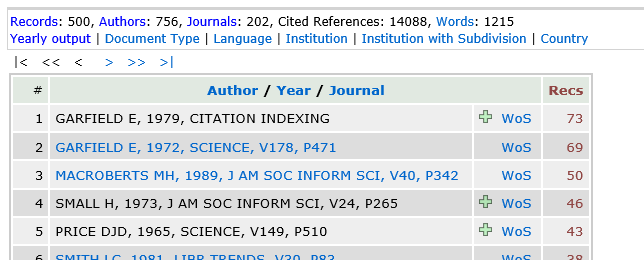 Records: 500, Authors: 756, Journals: 202, Cited References: 14088, Words: 1215
Yearly output | Document Type | Language | Institution | Institution with Subdivision | Country
|< << < > >> >|
# Author / Year / Journal Recs
1 GARFIELD E, 1979, CITATION INDEXING WoS 73
2 GARFIELD E, 1972, SCIENCE, V178, P471 WoS 69
3 MACROBERTS MH, 1989, J AM SOC INFORM SCI, V40, P342 WoS 50
4 SMALL H, 1973, J AM SOC INFORM SCI, V24, P265 WoS 46
5 PRICE DJD, 1965, SCIENCE, V149, P510 WoS 43
6 SMITH LC, 1981, LIBR TRENDS, V30, P83 WoS 38